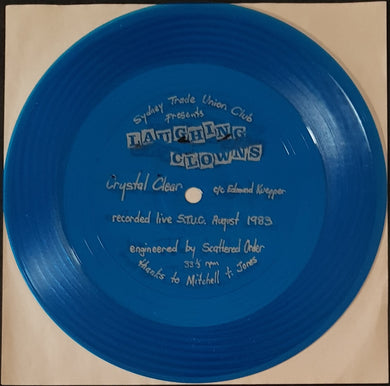 Sydney Trade Union Club
Presents
LAUGHING
CLOWNS
Crystal Clear c/c Edmund Kuepper
recorded live S.T.U.C. August 1983
engineered by Scattered Order
33⅓ rpm
thanks to Mitchell + Jones